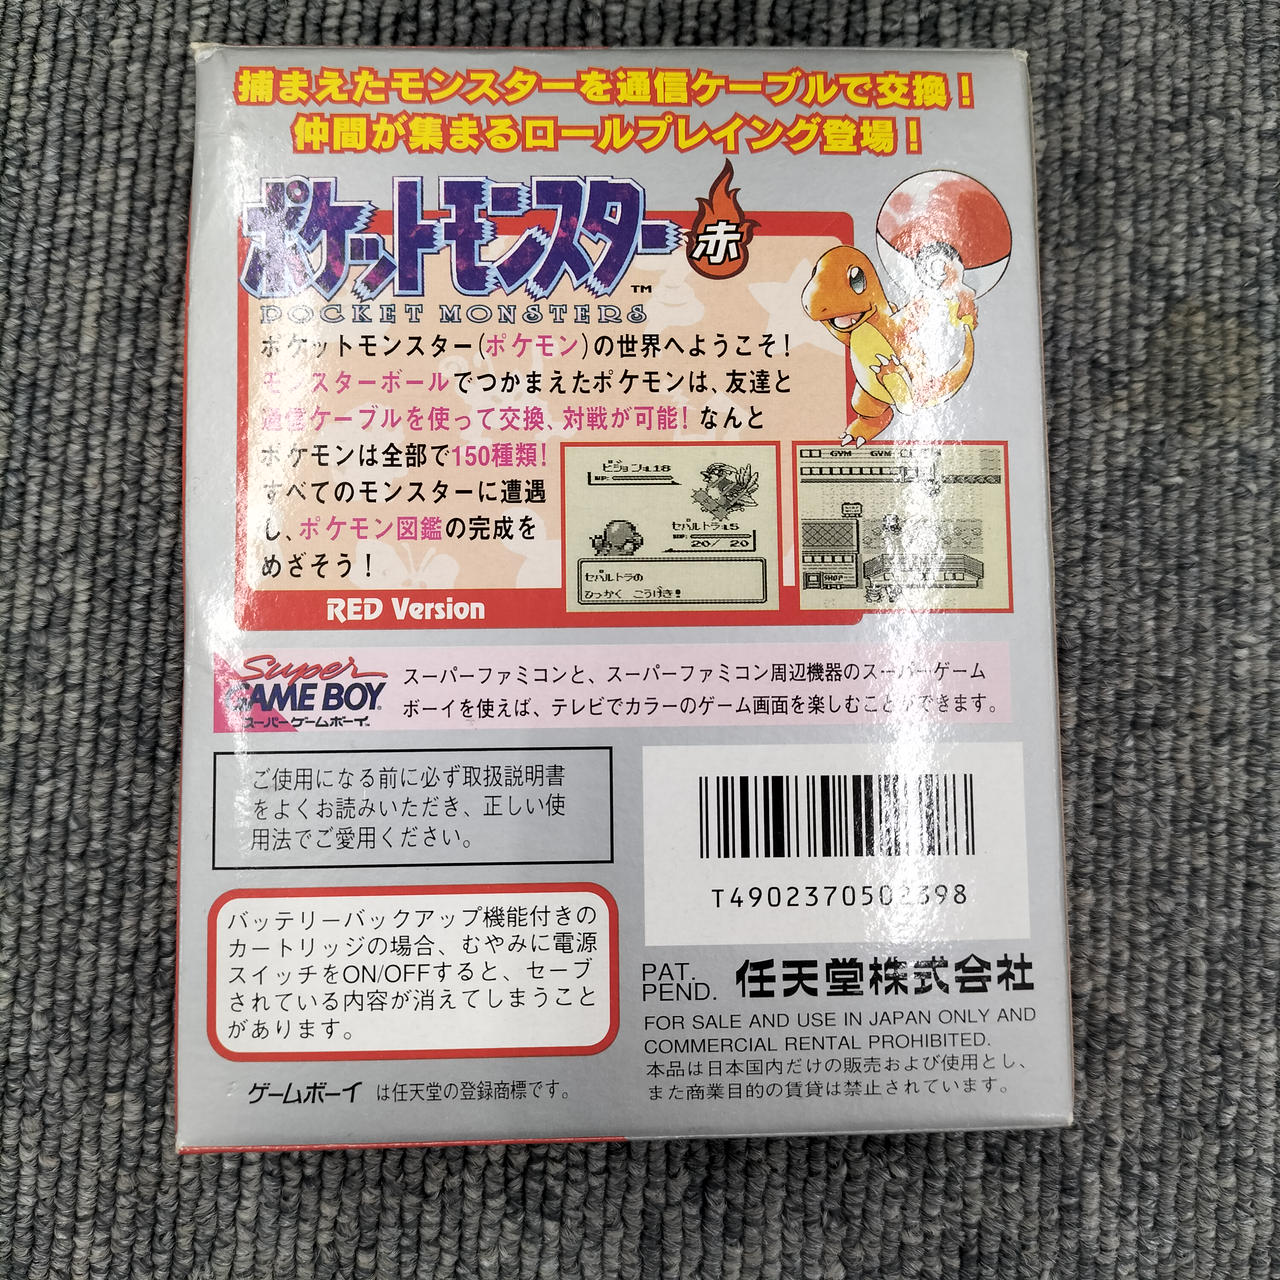 捕まえたモンスターを通信ケーブルで交換！
仲間が集まるロールプレイング登場！
ポケットモンスター 赤
TM
POCKET MONSTERS
ポケットモンスター(ポケモン)の世界へようこそ！
モンスターボールでつかまえたポケモンは、友達と
通信ケーブルを使って交換、対戦が可能！なんと
ポケモンは全部で150種類！
すべてのモンスターに遭遇
し、ポケモン図鑑の完成を
めざそう！
ピジョン :L18
HP:
セパルトラ :L5
HP:
20/ 20
セパルトラの
ひっかく こうげき！
GYM GYM
SHOP
RED Version
Super
GAME BOY
スーパーゲームボーイ
スーパーファミコンと、スーパーファミコン周辺機器のスーパーゲーム
ボーイを使えば、テレビでカラーのゲーム画面を楽しむことができます。
ご使用になる前に必ず取扱説明書
をよくお読みいただき、正しい使
用法でご愛用ください。
T4902370502398
バッテリーバックアップ機能付きの
カートリッジの場合、むやみに電源
スイッチをON/OFFすると、セーブ
されている内容が消えてしまうこと
があります。
PAT.
PEND.
任天堂株式会社
FOR SALE AND USE IN JAPAN ONLY AND
COMMERCIAL RENTAL PROHIBITED.
本品は日本国内だけの販売および使用とし、
また商業目的の賃貸は禁止されています。
ゲームボーイ は任天堂の登録商標です。